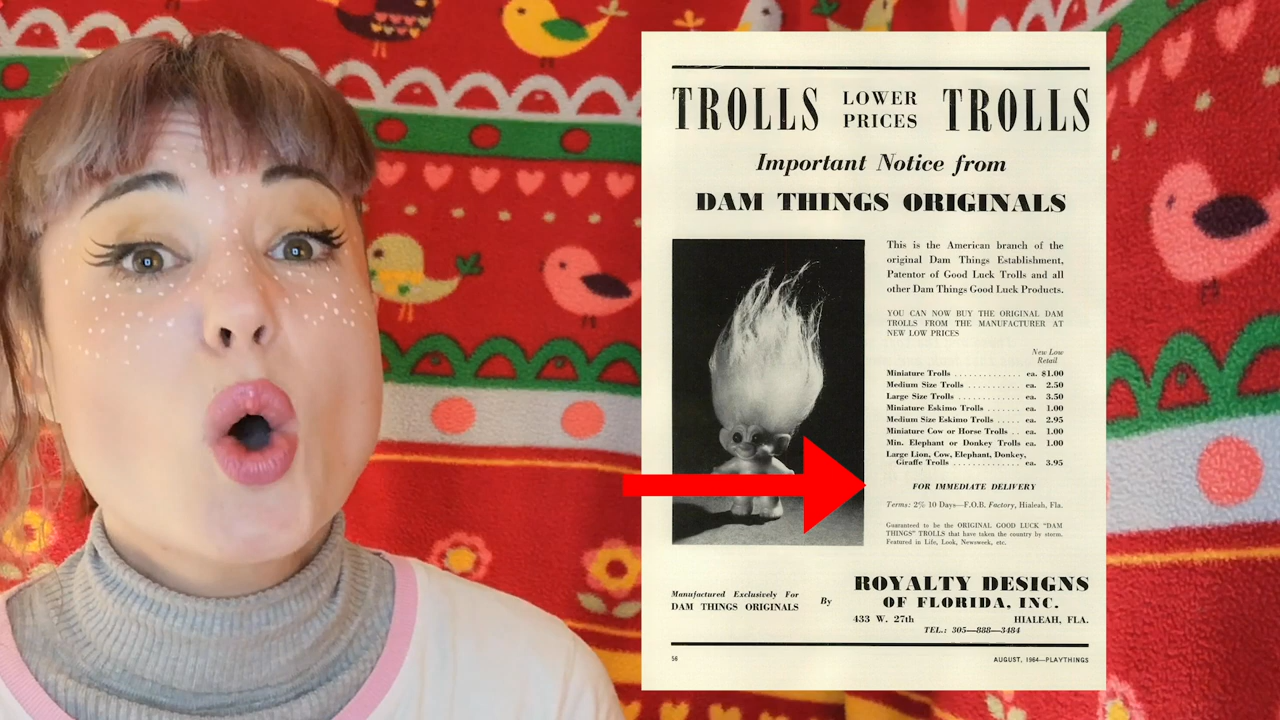 TROLLS LOWER PRICES TROLLS
Important Notice from
DAM THINGS ORIGINALS
This is the American branch of the
original Dam Things Establishment,
Patentor of Good Luck Trolls and all
other Dam Things Good Luck Products.
YOU CAN NOW BUY THE ORIGINAL DAM
TROLLS FROM THE MANUFACTURER AT
NEW LOW PRICES
New Low
Retail
Miniature Trolls . . . . . . . . . . . . . ea. $1.00
Medium Size Trolls . . . . . . . . . . . ea. 2.50
Large Size Trolls . . . . . . . . . . . . ea. 3.50
Miniature Eskimo Trolls . . . . . . . ea. 1.00
Medium Size Eskimo Trolls . . . . . ea. 2.95
Miniature Cow or Horse Trolls . . ea. 1.00
Min. Elephant or Donkey Trolls ea. 1.00
Large Lion, Cow, Elephant, Donkey,
Giraffe Trolls . . . . . . . . . . . . . ea. 3.95
FOR IMMEDIATE DELIVERY
Terms: 2% 10 Days—F.O.B. Factory, Hialeah, Fla.
Guaranteed to be the ORIGINAL GOOD LUCK "DAM
THINGS" TROLLS that have taken the country by storm.
Featured in Life, Look, Newsweek, etc.
Manufactured Exclusively For
DAM THINGS ORIGINALS
By
ROYALTY DESIGNS
OF FLORIDA, INC.
433 W. 27th HIALEAH, FLA.
TEL.: 305—888—3484
56 AUGUST, 1964—PLAYTHINGS